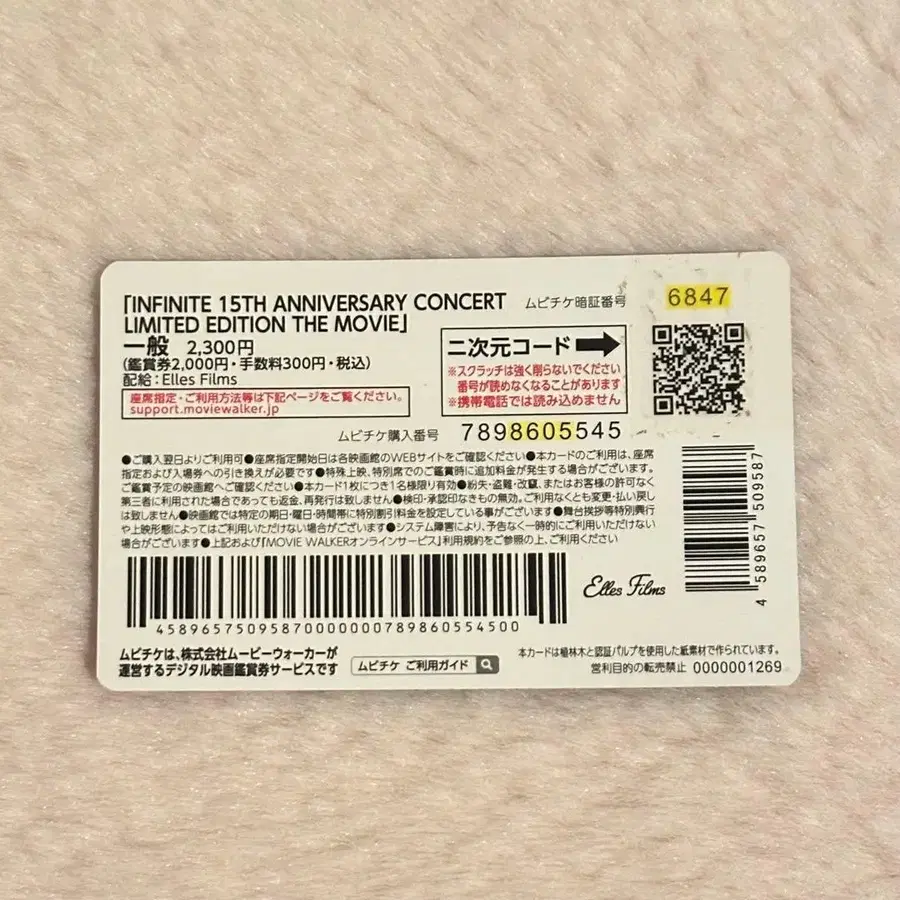 「INFINITE 15TH ANNIVERSARY CONCERT
LIMITED EDITION THE MOVIE」
一般 2,300円
(鑑賞券2,000円・手数料300円・税込)
配給:Elles Films
座席指定・ご利用方法等は下記ページをご覧ください。
support.moviewalker.jp
ムビチケ暗証番号 6847
二次元コード
※スクラッチは強く削らないでください
番号が読めなくなることがあります
※携帯電話では読み込めません
ムビチケ購入番号 7898605545
●ご購入翌日よりご利用可●座席指定開始日は各映画館のWEBサイトをご確認ください●本カードのご利用は、座席
指定および入場券への引き換えが必要です●特殊上映、特別席でのご鑑賞時に追加料金が発生する場合がございます。
ご鑑賞予定の映画館へご確認ください●本カード1枚につき1名様限り有効●紛失・盗難・改竄、またはお客様の許可なく
第三者に利用された場合であっても返金、再発行は致しません●検印・承認印なきもの無効。ご利用なくとも変更・払い戻し
は致しません●映画館では特定の期日・曜日・時間帯に特別割引料金を設定している事がございます●舞台挨拶等特別興行
や上映形態によってはご利用いただけない場合がございます●システム障害により、予告なく一時的にご利用いただけない
場合がございます●上記および「MOVIE WALKERオンラインサービス」利用規約をご参照の上、ご利用ください
4589657509587
Elles Films
45896575095870000000789860554500
ムビチケは、株式会社ムービーウォーカーが
運営するデジタル映画鑑賞券サービスです
ムビチケ ご利用ガイド
本カードは植林木と認証パルプを使用した紙素材で作られています。
営利目的の転売禁止 0000001269